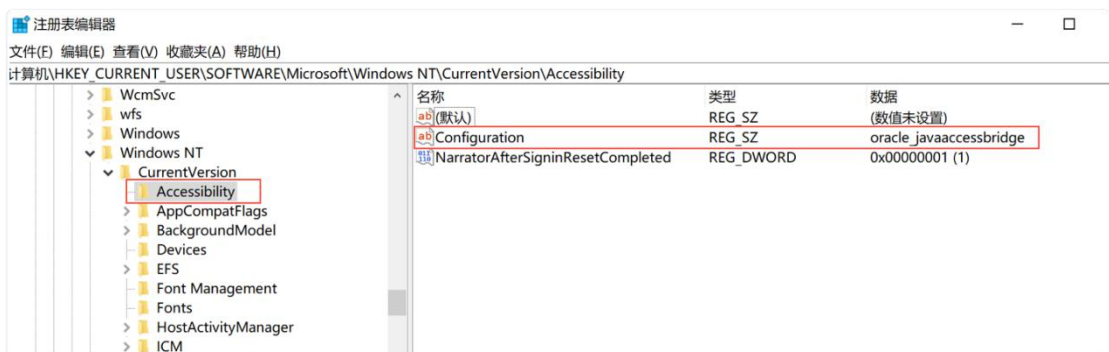 注册表编辑器
文件(F) 编辑(E) 查看(V) 收藏夹(A) 帮助(H)
计算机\HKEY_CURRENT_USER\SOFTWARE\Microsoft\Windows NT\CurrentVersion\Accessibility
WcmSvc
wfs
Windows
Windows NT
CurrentVersion
Accessibility
AppCompatFlags
BackgroundModel
Devices
EFS
Font Management
Fonts
HostActivityManager
ICM
名称 类型 数据
(默认) REG_SZ (数值未设置)
Configuration REG_SZ oracle_javaaccessbridge
NarratorAfterSigninResetCompleted REG_DWORD 0x00000001 (1)